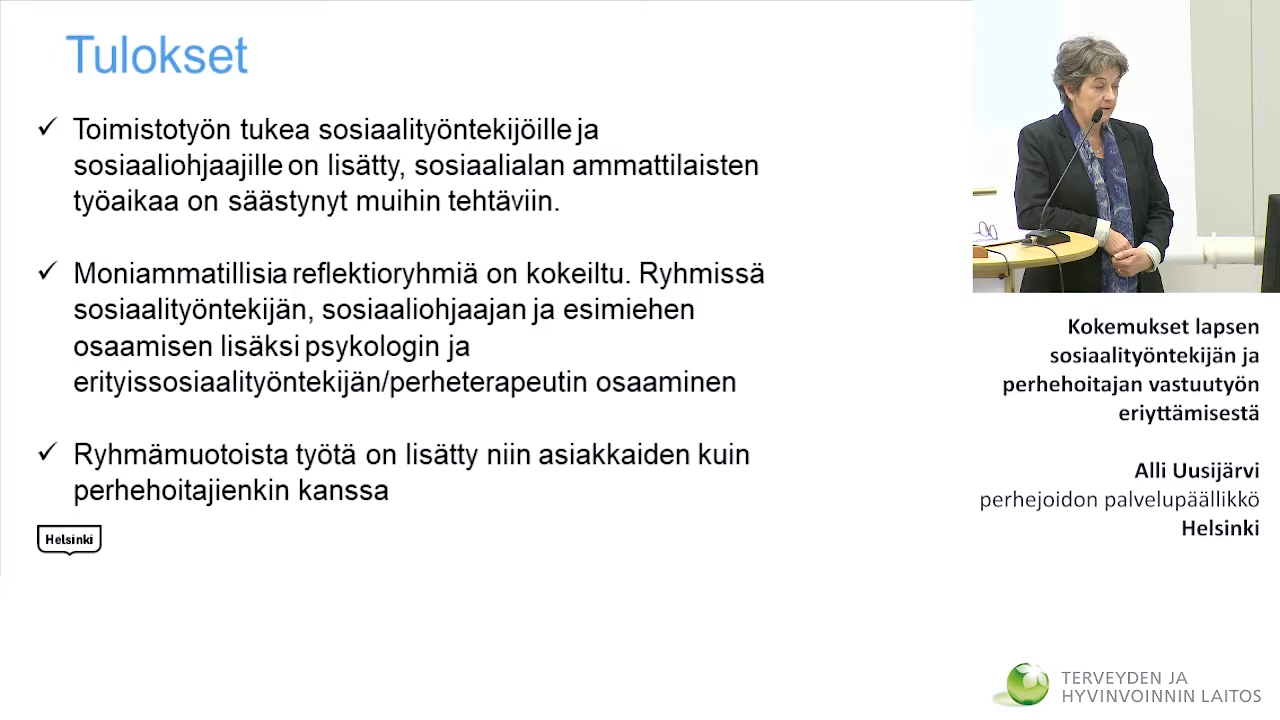 Tulokset
✓ Toimistotyön tukea sosiaalityöntekijöille ja
sosiaaliohjaajille on lisätty, sosiaalialan ammattilaisten
työaikaa on säästynyt muihin tehtäviin.
✓ Moniammatillisia reflektioryhmiä on kokeiltu. Ryhmissä
sosiaalityöntekijän, sosiaaliohjaajan ja esimiehen
osaamisen lisäksi psykologin ja
erityissosiaalityöntekijän/perheterapeutin osaaminen
✓ Ryhmämuotoista työtä on lisätty niin asiakkaiden kuin
perhehoitajienkin kanssa
Helsinki
Kokemukset lapsen
sosiaalityöntekijän ja
perhehoitajan vastuutyön
eriyttämisestä
Alli Uusijärvi
perhejoidon palvelupäällikkö
Helsinki
TERVEYDEN JA
HYVINVOINNIN LAITOS